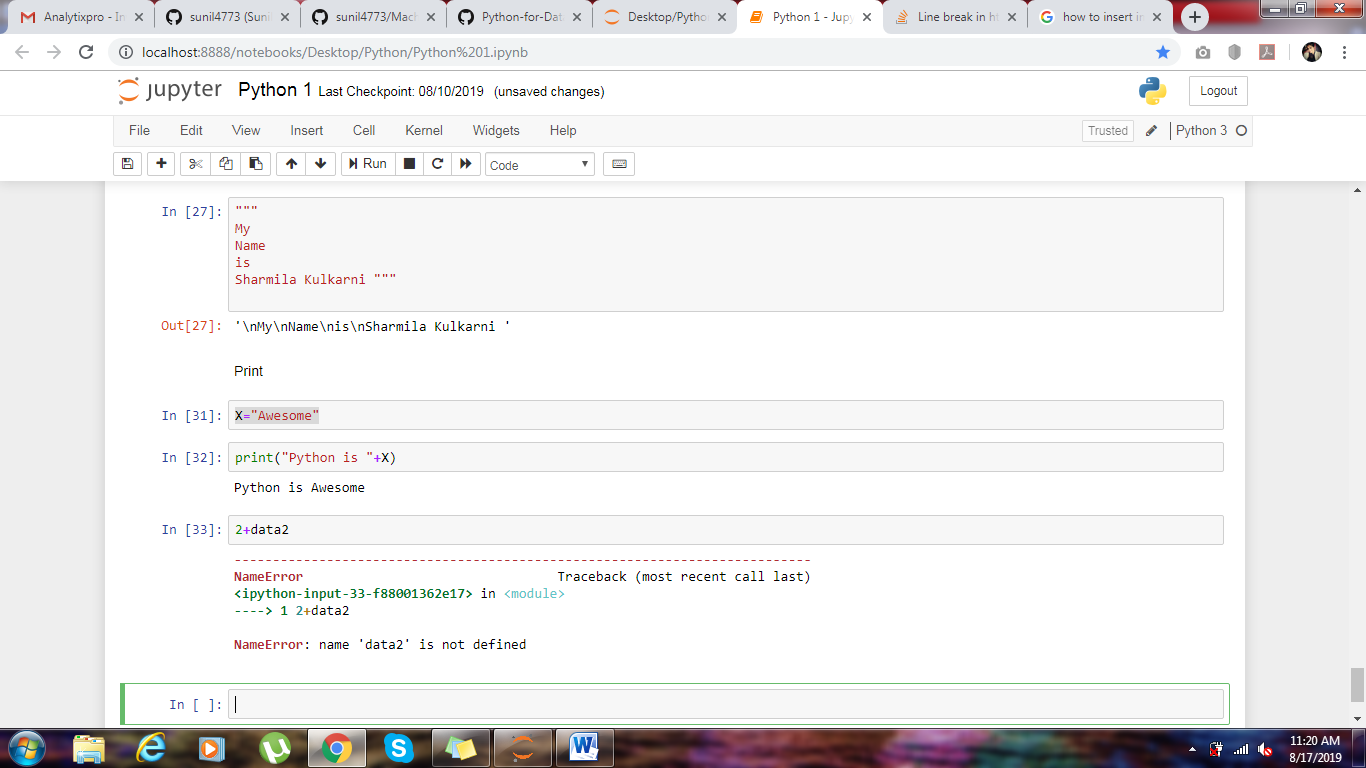 Analytixpro - In
sunil4773 (Suni
sunil4773/Mach
Python-for-Dat
Desktop/Pytho
Python 1 - Jupy
Line break in ht
how to insert in
localhost:8888/notebooks/Desktop/Python/Python%201.ipynb
jupyter Python 1 Last Checkpoint: 08/10/2019 (unsaved changes)
Logout
File Edit View Insert Cell Kernel Widgets Help
Trusted Python 3
Run Code
In [27]: """
My
Name
is
Sharmila Kulkarni """
Out[27]: '\nMy\nName\nis\nSharmila Kulkarni '
Print
In [31]: X="Awesome"
In [32]: print("Python is "+X)
Python is Awesome
In [33]: 2+data2
---------------------------------------------------------------------------
NameError Traceback (most recent call last)
<ipython-input-33-f88001362e17> in <module>
----> 1 2+data2
NameError: name 'data2' is not defined
In [ ]:
11:20 AM
8/17/2019